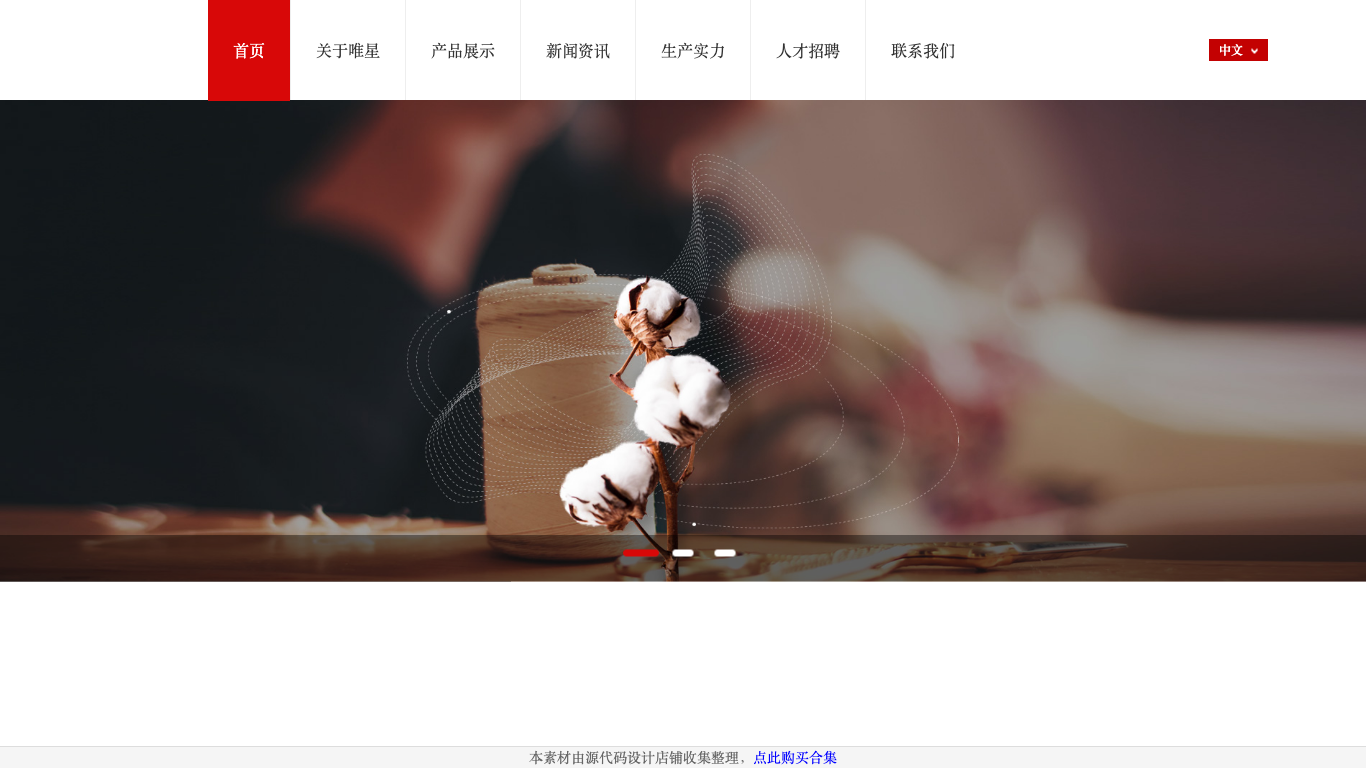 首页
关于唯星
产品展示
新闻资讯
生产实力
人才招聘
联系我们
中文
本素材由源代码设计店铺收集整理，点此购买合集